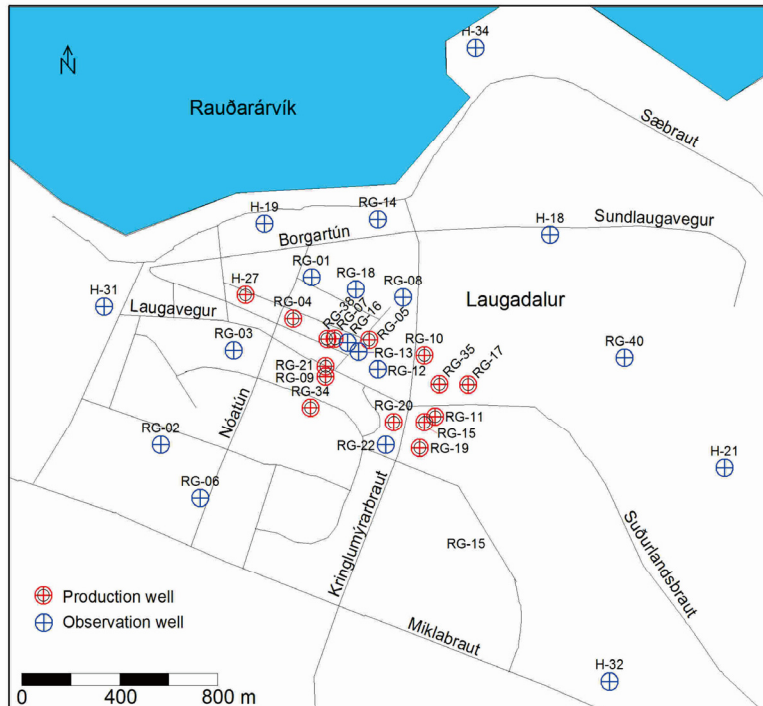 H-34
N
Rauðarárvík
Sæbraut
H-19
RG-14
H-18
Sundlaugavegur
Borgartún
RG-01
RG-18
RG-08
H-27
H-31
Laugavegur
RG-04
RG-38
RG-07
RG-16
RG-05
Laugadalur
RG-03
RG-13
RG-10
RG-35
RG-17
RG-40
RG-21
RG-12
RG-09
RG-34
RG-20
RG-11
RG-15
RG-02
Nóatún
RG-22
RG-19
H-21
RG-06
Kringlumýrarbraut
RG-15
Suðurlandsbraut
Production well
Observation well
Miklabraut
H-32
0 400 800 m